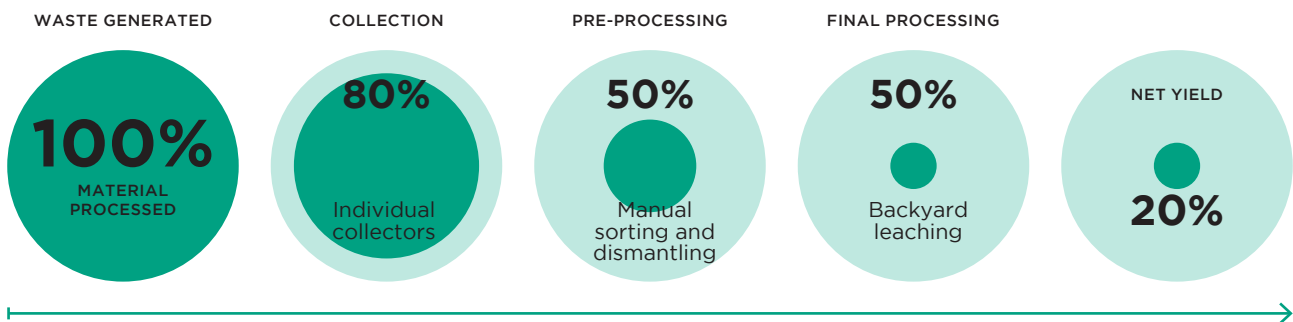 WASTE GENERATED
100%
MATERIAL
PROCESSED
COLLECTION
80%
Individual
collectors
PRE-PROCESSING
50%
Manual
sorting and
dismantling
FINAL PROCESSING
50%
Backyard
leaching
NET YIELD
20%